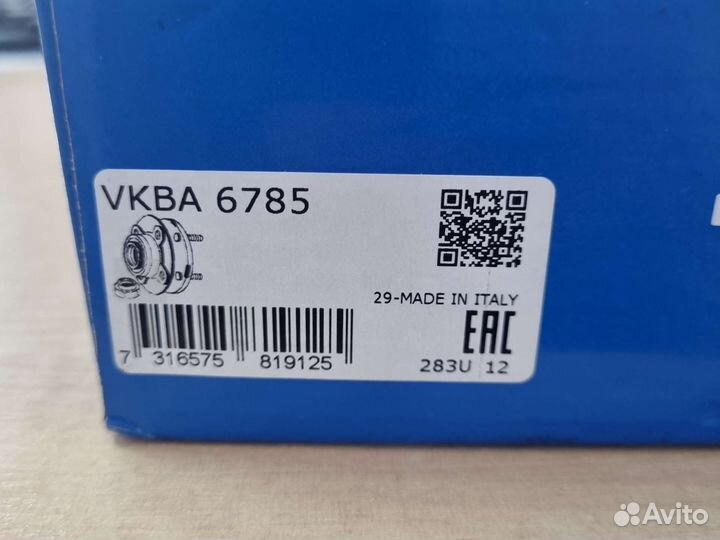 VKBA 6785
29-MADE IN ITALY
EAC
283U 12
7 316575 819125
Avito